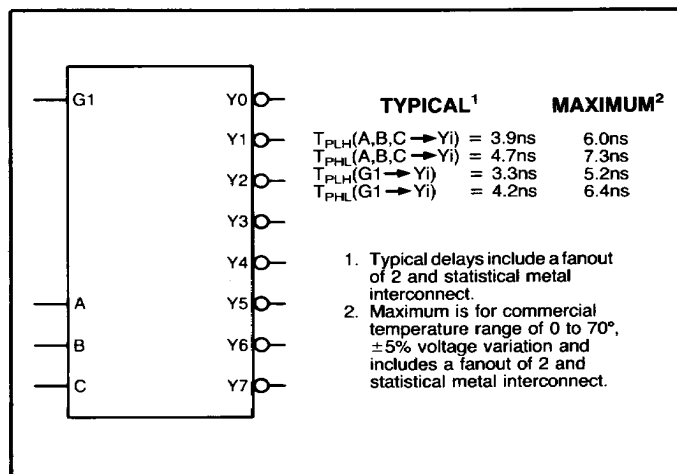 G1
Y0
Y1
Y2
Y3
Y4
A
Y5
B
Y6
C
Y7
TYPICAL¹ MAXIMUM²
TPLH(A,B,C → Yi) = 3.9ns 6.0ns
TPHL(A,B,C → Yi) = 4.7ns 7.3ns
TPLH(G1 → Yi) = 3.3ns 5.2ns
TPHL(G1 → Yi) = 4.2ns 6.4ns
1. Typical delays include a fanout
of 2 and statistical metal
interconnect.
2. Maximum is for commercial
temperature range of 0 to 70°,
±5% voltage variation and
includes a fanout of 2 and
statistical metal interconnect.